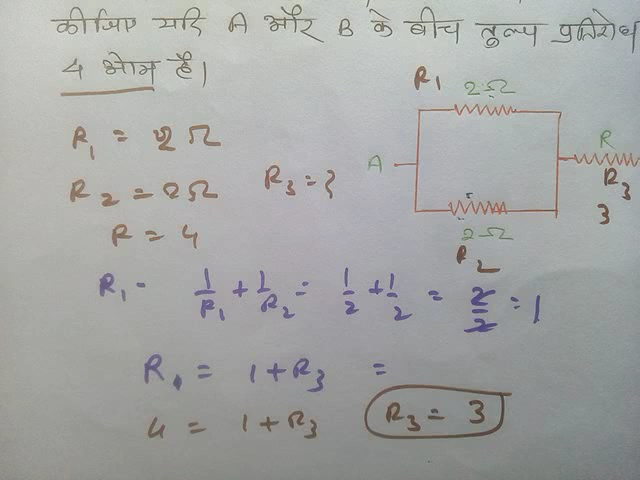 कीजिए यदि A और B के बीच तुल्य प्रतिरोध
4 ओम है।
R₁ 2Ω
R₁ = 2Ω
A
R
R₂ = 2Ω R₃ = ?
R₃
3
R = 4
2Ω
R₂
R₁ = 1/R₁ + 1/R₂ = 1/2 + 1/2 = 2/2 = 1
R₁ = 1 + R₃ =
4 = 1 + R₃ R₃ = 3